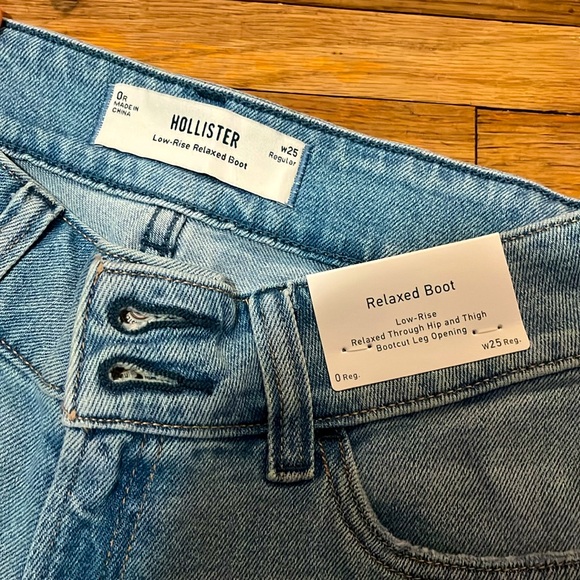 0R
MADE IN
CHINA
HOLLISTER
Low-Rise Relaxed Boot
W25
Regular
Relaxed Boot
Low-Rise
Relaxed Through Hip and Thigh
Bootcut Leg Opening
0 Reg.
W25 Reg.